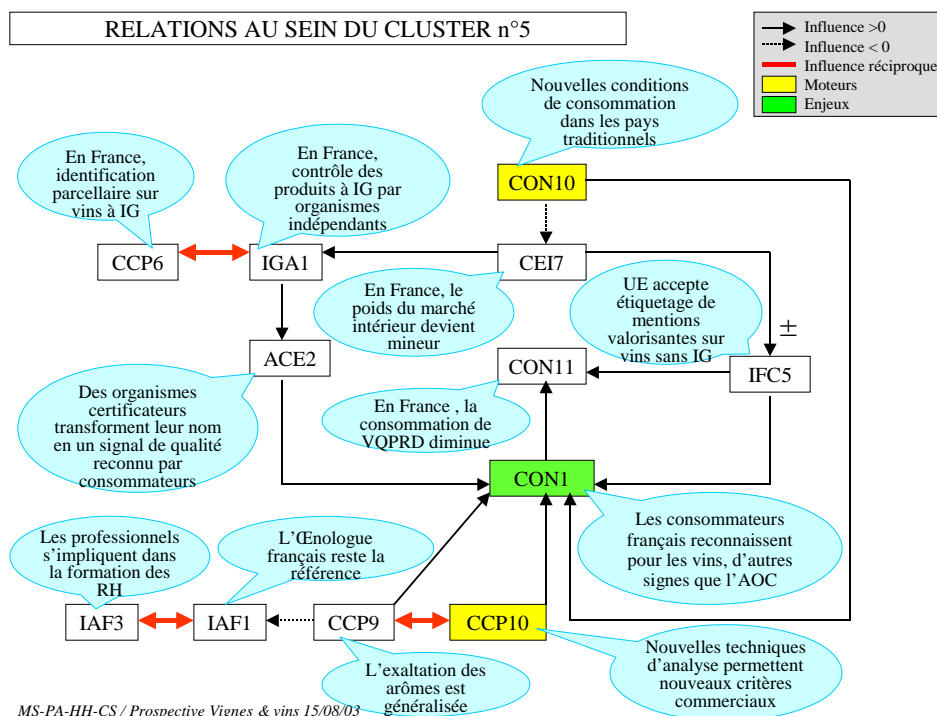 RELATIONS AU SEIN DU CLUSTER n°5
Influence >0
Influence < 0
Influence réciproque
Moteurs
Enjeux
Nouvelles conditions
de consommation
dans les pays
traditionnels
En France,
identification
parcellaire sur
vins à IG
En France,
contrôle des
produits à IG par
organismes
indépendants
CON10
CCP6
IGA1
CEI7
En France, le
poids du marché
intérieur devient
mineur
UE accepte
étiquetage de
mentions
valorisantes sur
vins sans IG
±
ACE2
CON11
IFC5
Des organismes
certificateurs
transforment leur nom
en un signal de qualité
reconnu par
consommateurs
En France , la
consommation de
VQPRD diminue
CON1
Les consommateurs
français reconnaissent
pour les vins, d'autres
signes que l'AOC
Les professionnels
s'impliquent dans
la formation des
RH
L'Œnologue
français reste la
référence
IAF3
IAF1
CCP9
CCP10
L'exaltation des
arômes est
généralisée
Nouvelles techniques
d'analyse permettent
nouveaux critères
commerciaux
MS-PA-HH-CS / Prospective Vignes & vins 15/08/03